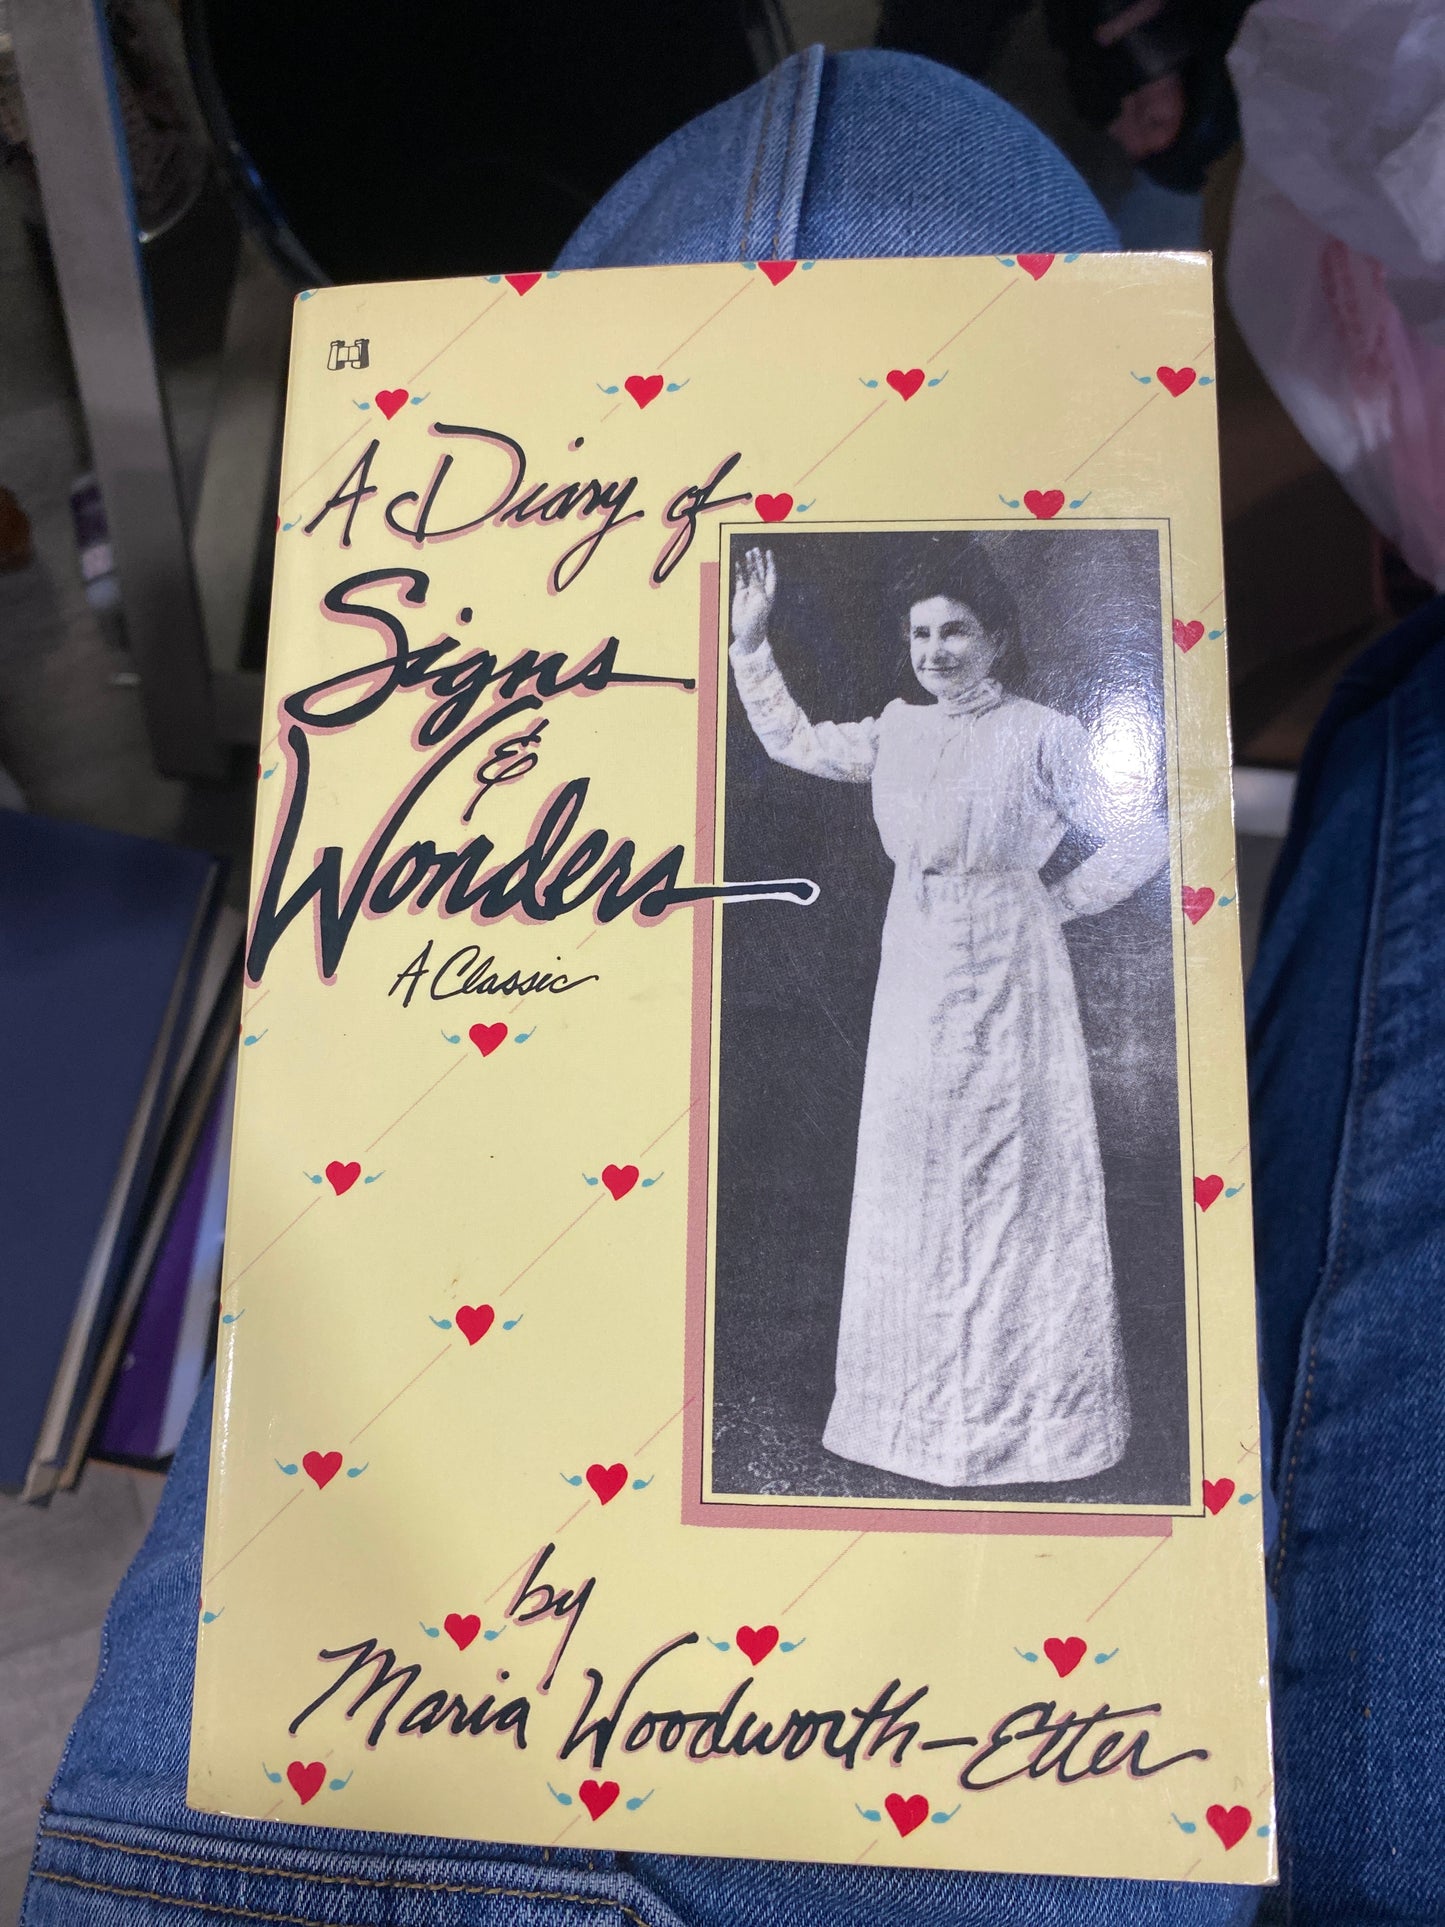 A Diary of
Signs
&
Wonders
A Classic
by
Maria Woodworth-Etter